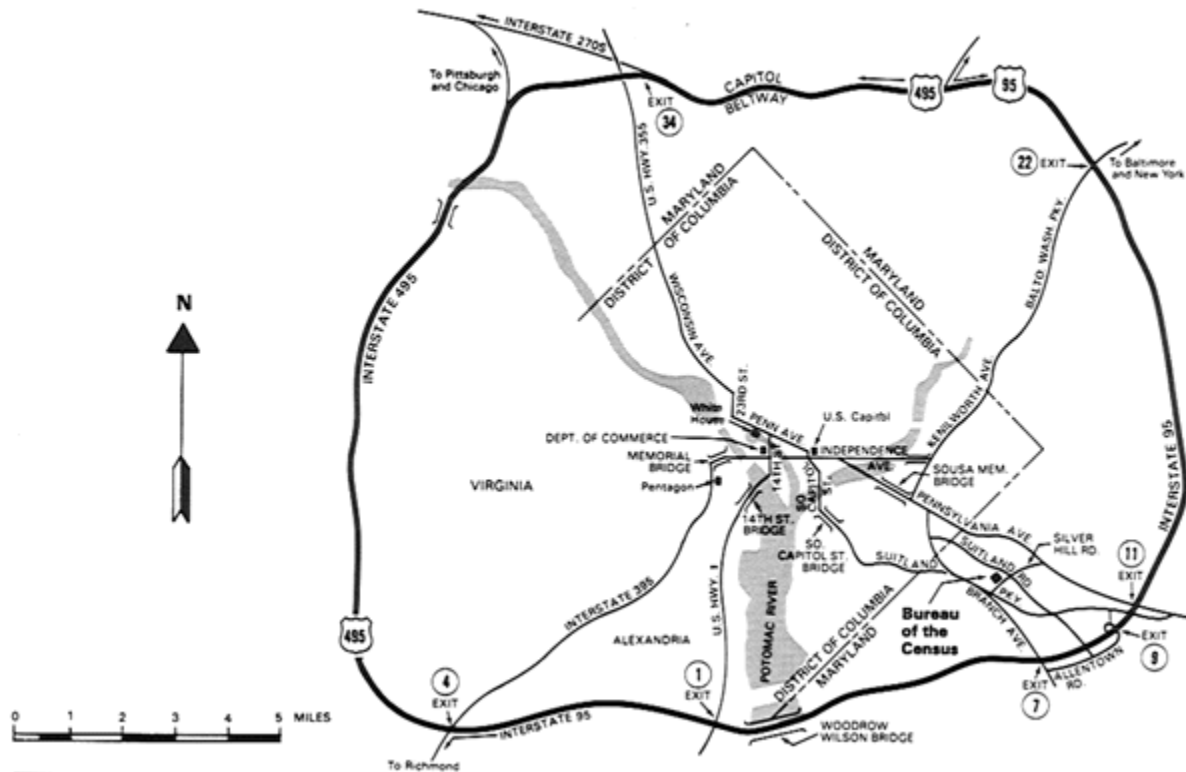 INTERSTATE 270S
To Pittsburgh
and Chicago
CAPITOL
BELTWAY
495
95
EXIT
34
U.S. HWY 355
22 EXIT
To Baltimore
and New York
MARYLAND
DISTRICT OF COLUMBIA
MARYLAND
DISTRICT OF COLUMBIA
BALTO WASH PKY.
N
INTERSTATE 495
WISCONSIN AVE.
INTERSTATE 95
KENILWORTH AVE.
23RD ST.
White
House
PENN AVE
U.S. Capitol
DEPT. OF COMMERCE
INDEPENDENCE
AVE.
MEMORIAL
BRIDGE
14TH
SOUSA MEM.
BRIDGE
VIRGINIA
Pentagon
SO.
CAPITOL
ST.
14TH ST.
BRIDGE
PENNSYLVANIA AVE.
SO.
CAPITOL ST.
BRIDGE
SUITLAND
PKY
SUITLAND RD.
SILVER
HILL RD.
11
EXIT
INTERSTATE 395
U.S. HWY 1
POTOMAC RIVER
Bureau
of the
Census
BRANCH AVE.
495
ALEXANDRIA
DISTRICT OF COLUMBIA
MARYLAND
EXIT
9
ALLENTOWN
RD.
4
EXIT
1
EXIT
EXIT
7
0 1 2 3 4 5 MILES
INTERSTATE 95
WOODROW
WILSON BRIDGE
To Richmond